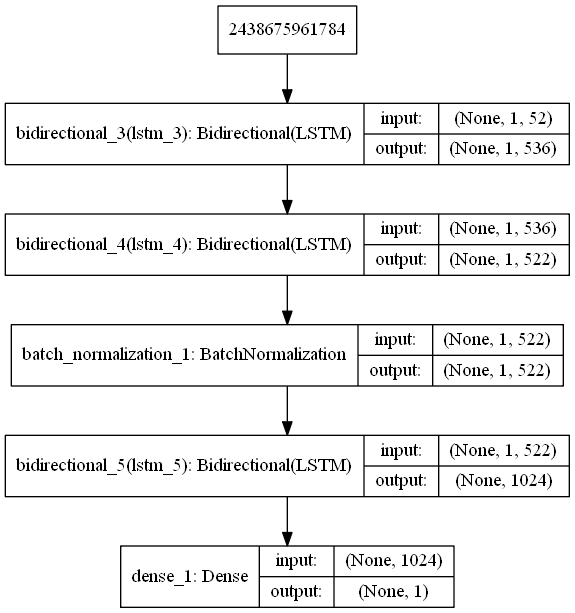 2438675961784
bidirectional_3(lstm_3): Bidirectional(LSTM)
input: (None, 1, 52)
output: (None, 1, 536)
bidirectional_4(lstm_4): Bidirectional(LSTM)
input: (None, 1, 536)
output: (None, 1, 522)
batch_normalization_1: BatchNormalization
input: (None, 1, 522)
output: (None, 1, 522)
bidirectional_5(lstm_5): Bidirectional(LSTM)
input: (None, 1, 522)
output: (None, 1024)
dense_1: Dense
input: (None, 1024)
output: (None, 1)